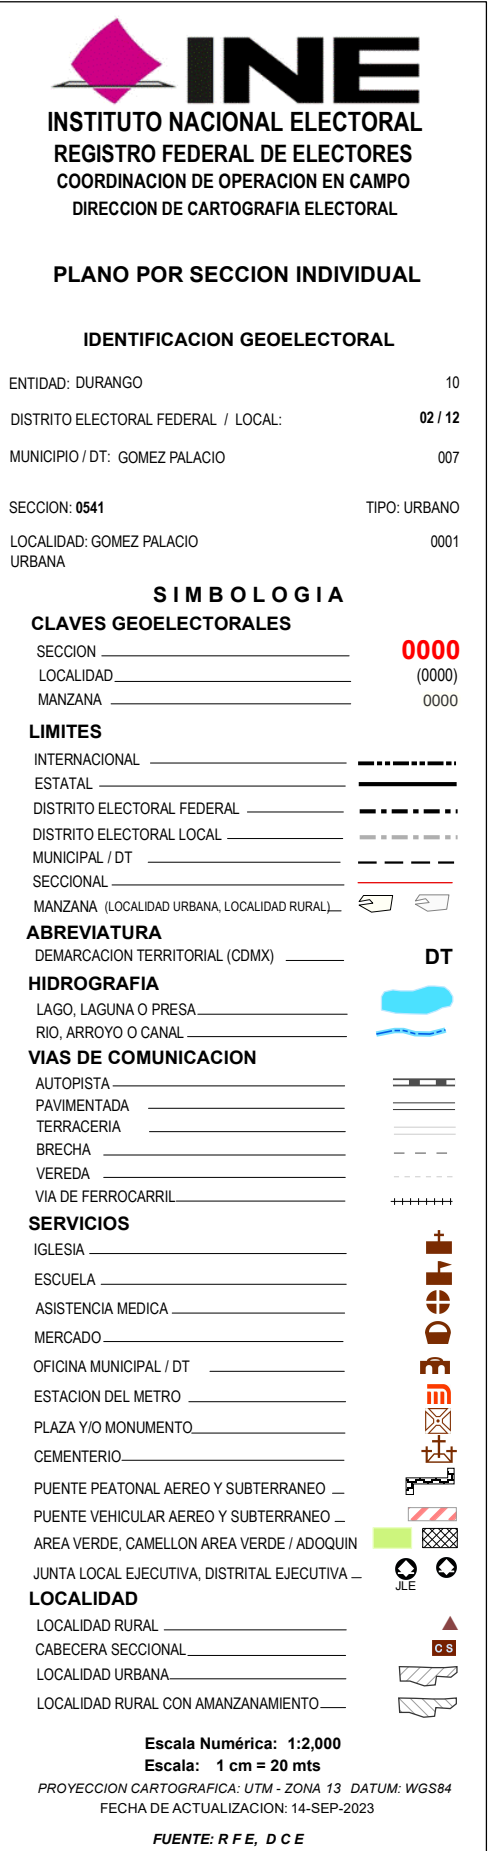 INE
INSTITUTO NACIONAL ELECTORAL
REGISTRO FEDERAL DE ELECTORES
COORDINACION DE OPERACION EN CAMPO
DIRECCION DE CARTOGRAFIA ELECTORAL
PLANO POR SECCION INDIVIDUAL
IDENTIFICACION GEOELECTORAL
ENTIDAD: DURANGO 10
DISTRITO ELECTORAL FEDERAL / LOCAL: 02 / 12
MUNICIPIO / DT: GOMEZ PALACIO 007
SECCION: 0541 TIPO: URBANO
LOCALIDAD: GOMEZ PALACIO 0001
URBANA
SIMBOLOGIA
CLAVES GEOELECTORALES
SECCION 0000
LOCALIDAD (0000)
MANZANA 0000
LIMITES
INTERNACIONAL
ESTATAL
DISTRITO ELECTORAL FEDERAL
DISTRITO ELECTORAL LOCAL
MUNICIPAL / DT
SECCIONAL
MANZANA (LOCALIDAD URBANA, LOCALIDAD RURAL)
ABREVIATURA
DEMARCACION TERRITORIAL (CDMX) DT
HIDROGRAFIA
LAGO, LAGUNA O PRESA
RIO, ARROYO O CANAL
VIAS DE COMUNICACION
AUTOPISTA
PAVIMENTADA
TERRACERIA
BRECHA
VEREDA
VIA DE FERROCARRIL
SERVICIOS
IGLESIA
ESCUELA
ASISTENCIA MEDICA
MERCADO
OFICINA MUNICIPAL / DT
ESTACION DEL METRO
PLAZA Y/O MONUMENTO
CEMENTERIO
PUENTE PEATONAL AEREO Y SUBTERRANEO
PUENTE VEHICULAR AEREO Y SUBTERRANEO
AREA VERDE, CAMELLON AREA VERDE / ADOQUIN
JUNTA LOCAL EJECUTIVA, DISTRITAL EJECUTIVA
JLE
LOCALIDAD
LOCALIDAD RURAL
CABECERA SECCIONAL C S
LOCALIDAD URBANA
LOCALIDAD RURAL CON AMANZANAMIENTO
Escala Numérica: 1:2,000
Escala: 1 cm = 20 mts
PROYECCION CARTOGRAFICA: UTM - ZONA 13 DATUM: WGS84
FECHA DE ACTUALIZACION: 14-SEP-2023
FUENTE: R F E, D C E